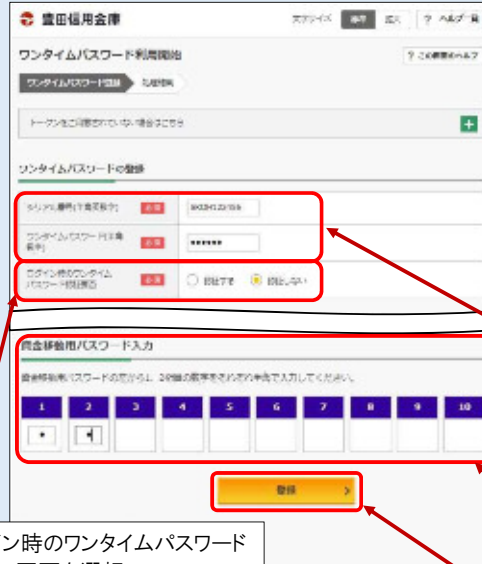 豊田信用金庫
文字サイズ 標準 拡大 ? ヘルプ一覧
ワンタイムパスワード利用開始
? この画面のヘルプ
ワンタイムパスワード登録 処理結果
トークンをご用意されていない場合はこちら
ワンタイムパスワードの登録
シリアル番号(半角英数字) 必須
ワンタイムパスワード(半角
数字) 必須 ••••••
ログイン時のワンタイム
パスワード認証要否 必須 認証する 認証しない
資金移動用パスワード入力
資金移動用パスワードの左から1、2桁目の数字をそれぞれ半角で入力してください。
1 2 3 4 5 6 7 8 9 10
• •
登録
イン時のワンタイムパスワード